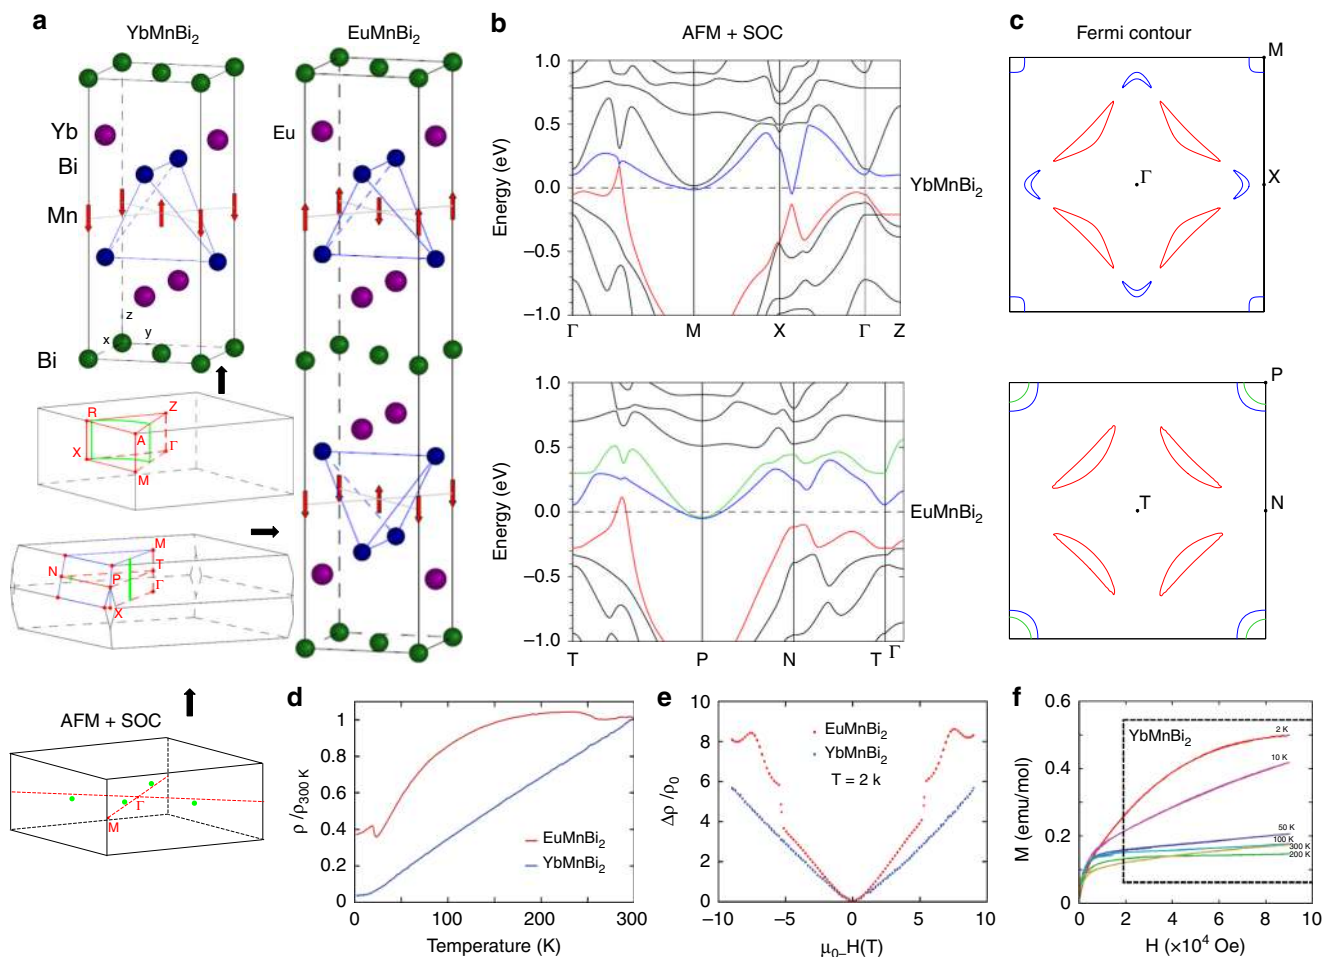 a
YbMnBi2
EuMnBi2
Yb
Bi
Mn
Bi
z
x
y
Eu
R
Z
A
X
Γ
M
M
N
T
P
Γ
X
AFM + SOC
Γ
M
b
AFM + SOC
Energy (eV)
1.0
0.5
0.0
−0.5
−1.0
Γ
M
X
Γ
Z
YbMnBi2
Energy (eV)
1.0
0.5
0.0
−0.5
−1.0
T
P
N
T
Γ
EuMnBi2
c
Fermi contour
M
Γ
X
P
T
N
d
ρ/ρ300 K
1
0.8
0.6
0.4
0.2
0
0
100
200
300
Temperature (K)
EuMnBi2
YbMnBi2
e
Δρ/ρ0
10
8
6
4
2
0
−10
−5
0
5
10
μ0_H(T)
EuMnBi2
YbMnBi2
T = 2 k
f
YbMnBi2
M (emu/mol)
0.6
0.4
0.2
0
0
2
4
6
8
10
H (×10⁴ Oe)
2 K
10 K
50 K
100 K
300 K
200 K